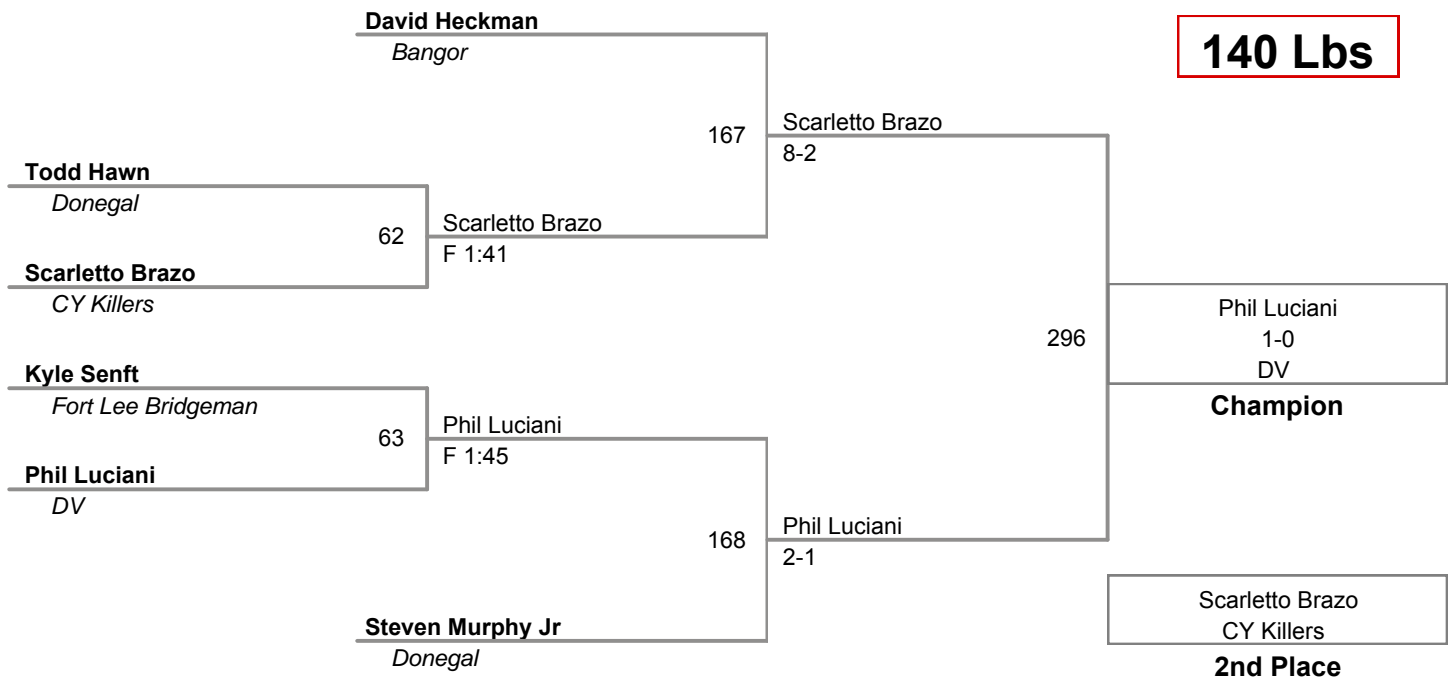 David Heckman
Bangor
140 Lbs
167
Scarletto Brazo
8-2
Todd Hawn
Donegal
62
Scarletto Brazo
F 1:41
Scarletto Brazo
CY Killers
296
Phil Luciani
1-0
DV
Champion
Kyle Senft
Fort Lee Bridgeman
63
Phil Luciani
F 1:45
Phil Luciani
DV
168
Phil Luciani
2-1
Steven Murphy Jr
Donegal
Scarletto Brazo
CY Killers
2nd Place